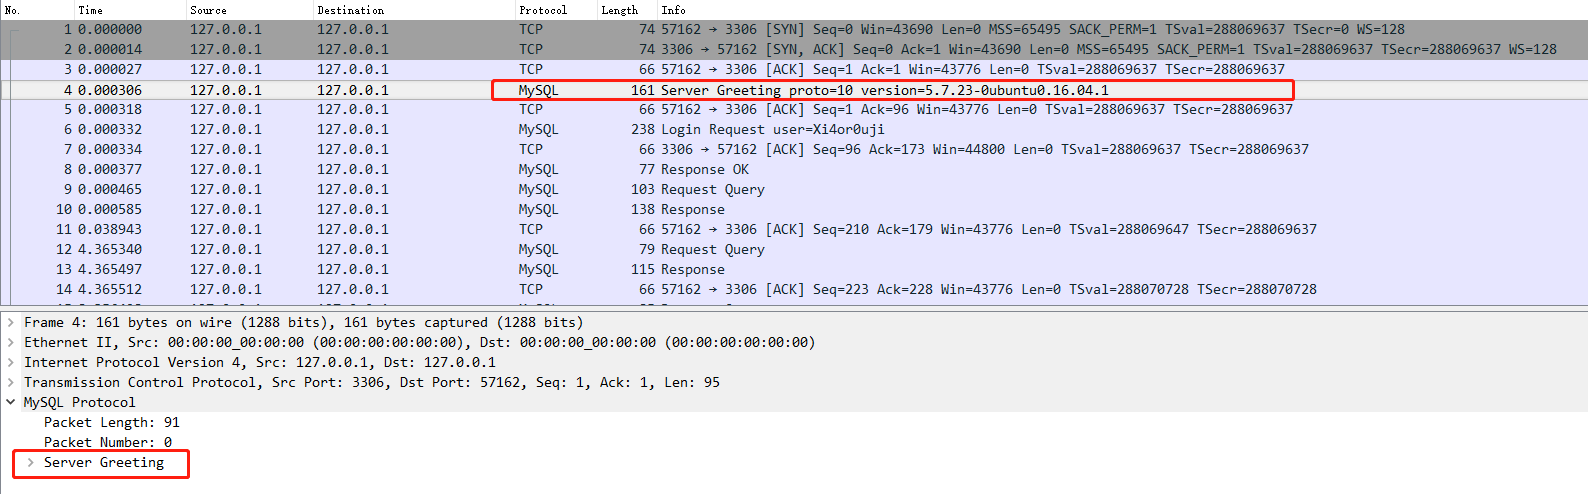 No. Time Source Destination Protocol Length Info
1 0.000000 127.0.0.1 127.0.0.1 TCP 74 57162 → 3306 [SYN] Seq=0 Win=43690 Len=0 MSS=65495 SACK_PERM=1 TSval=288069637 TSecr=0 WS=128
2 0.000014 127.0.0.1 127.0.0.1 TCP 74 3306 → 57162 [SYN, ACK] Seq=0 Ack=1 Win=43690 Len=0 MSS=65495 SACK_PERM=1 TSval=288069637 TSecr=288069637 WS=128
3 0.000027 127.0.0.1 127.0.0.1 TCP 66 57162 → 3306 [ACK] Seq=1 Ack=1 Win=43776 Len=0 TSval=288069637 TSecr=288069637
4 0.000306 127.0.0.1 127.0.0.1 MySQL 161 Server Greeting proto=10 version=5.7.23-0ubuntu0.16.04.1
5 0.000318 127.0.0.1 127.0.0.1 TCP 66 57162 → 3306 [ACK] Seq=1 Ack=96 Win=43776 Len=0 TSval=288069637 TSecr=288069637
6 0.000332 127.0.0.1 127.0.0.1 MySQL 238 Login Request user=Xi4or0uji
7 0.000334 127.0.0.1 127.0.0.1 TCP 66 3306 → 57162 [ACK] Seq=96 Ack=173 Win=44800 Len=0 TSval=288069637 TSecr=288069637
8 0.000377 127.0.0.1 127.0.0.1 MySQL 77 Response OK
9 0.000465 127.0.0.1 127.0.0.1 MySQL 103 Request Query
10 0.000585 127.0.0.1 127.0.0.1 MySQL 138 Response
11 0.038943 127.0.0.1 127.0.0.1 TCP 66 57162 → 3306 [ACK] Seq=210 Ack=179 Win=43776 Len=0 TSval=288069647 TSecr=288069637
12 4.365340 127.0.0.1 127.0.0.1 MySQL 79 Request Query
13 4.365497 127.0.0.1 127.0.0.1 MySQL 115 Response
14 4.365512 127.0.0.1 127.0.0.1 TCP 66 57162 → 3306 [ACK] Seq=223 Ack=228 Win=43776 Len=0 TSval=288070728 TSecr=288070728
Frame 4: 161 bytes on wire (1288 bits), 161 bytes captured (1288 bits)
Ethernet II, Src: 00:00:00_00:00:00 (00:00:00:00:00:00), Dst: 00:00:00_00:00:00 (00:00:00:00:00:00)
Internet Protocol Version 4, Src: 127.0.0.1, Dst: 127.0.0.1
Transmission Control Protocol, Src Port: 3306, Dst Port: 57162, Seq: 1, Ack: 1, Len: 95
MySQL Protocol
Packet Length: 91
Packet Number: 0
Server Greeting